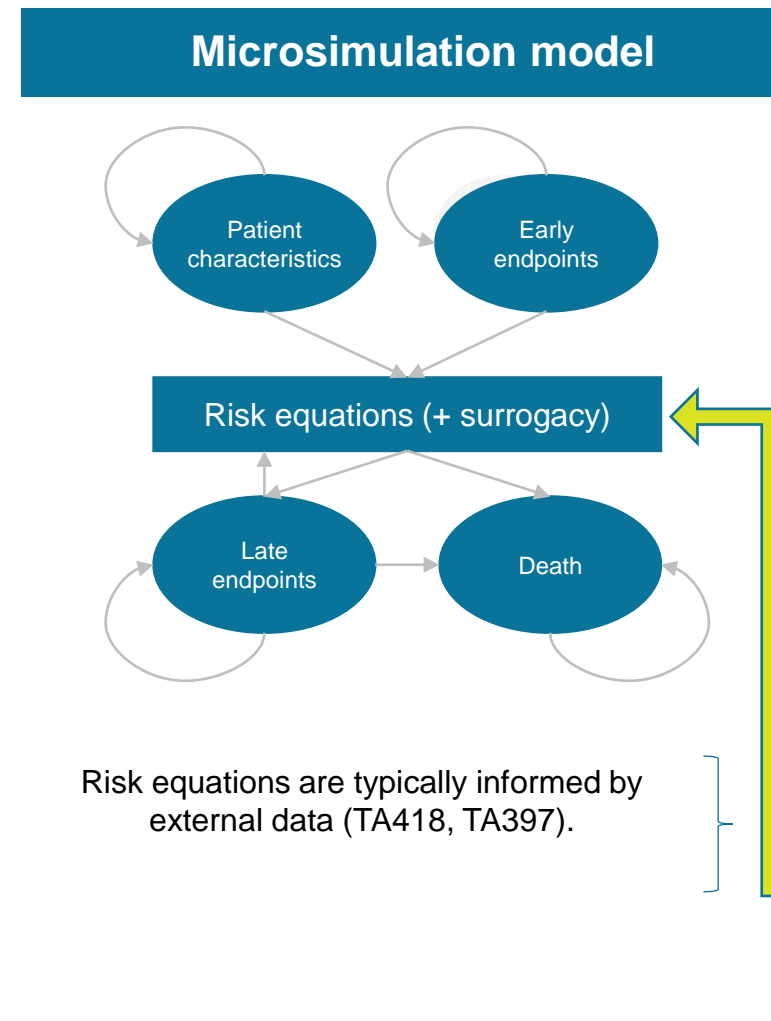 Microsimulation model
Patient
characteristics
Early
endpoints
Risk equations (+ surrogacy)
Late
endpoints
Death
Risk equations are typically informed by
external data (TA418, TA397).